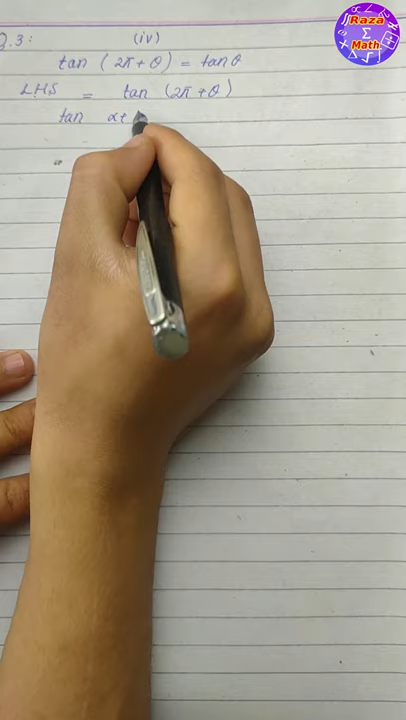 Q.3: (iv)
tan (2π + θ) = tanθ
LHS = tan (2π + θ)
tan α+
Raza
Σ
Math